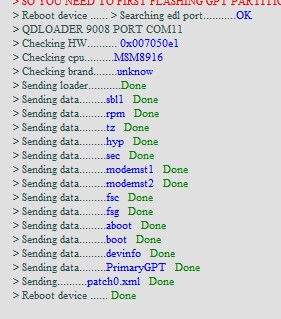 > SO YOU NEED TO FIRST FLASHING GPT PARTITI
> Reboot device ...... > Searching edl port...........OK
> QDLOADER 9008 PORT COM11
> Checking HW.......... 0x007050e1
> Checking cpu.........MSM8916
> Checking brand.......unknow
> Sending loader...........Done
> Sending data.........sbl1 Done
> Sending data.........rpm Done
> Sending data.........tz Done
> Sending data.........hyp Done
> Sending data.........sec Done
> Sending data.........modemst1 Done
> Sending data.........modemst2 Done
> Sending data.........fsc Done
> Sending data.........fsg Done
> Sending data.........aboot Done
> Sending data.........boot Done
> Sending data.........devinfo Done
> Sending data.........PrimaryGPT Done
> Sending..........patch0.xml Done
> Reboot device ...... Done